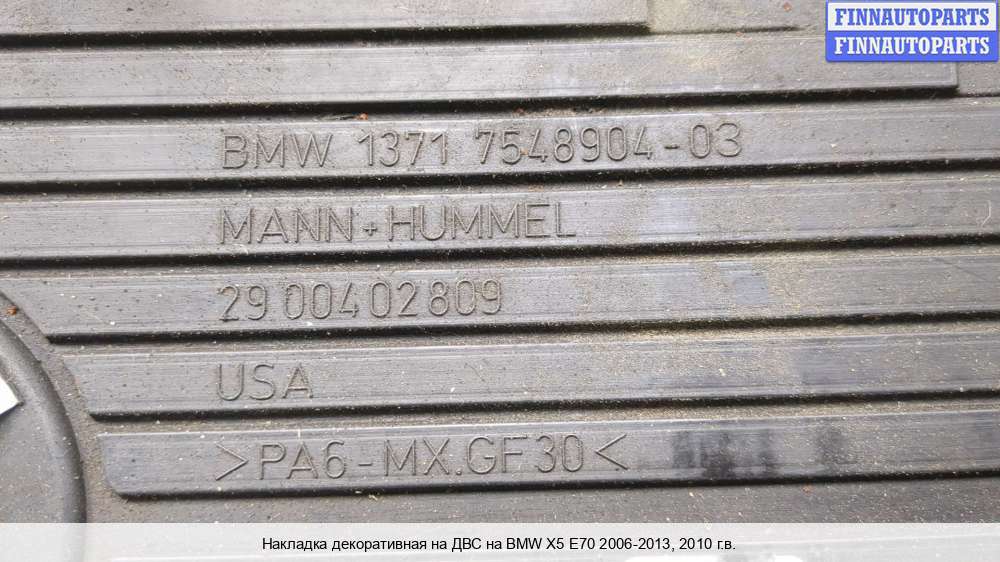 FINNAUTOPARTS
FINNAUTOPARTS
BMW 1371 7548904-03
MANN+HUMMEL
29 00402809
USA
>PA6-MX.GF30<
Накладка декоративная на ДВС на BMW X5 E70 2006-2013, 2010 г.в.